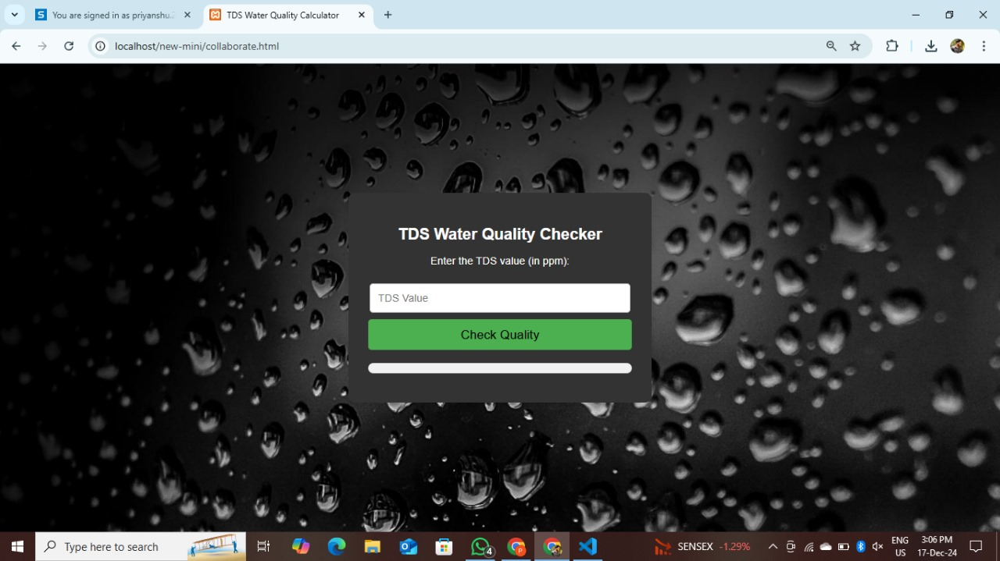 You are signed in as priyanshu.2
TDS Water Quality Calculator
localhost/new-mini/collaborate.html
TDS Water Quality Checker
Enter the TDS value (in ppm):
TDS Value
Check Quality
Type here to search
4
P
SENSEX -1.29%
ENG
US
3:06 PM
17-Dec-24